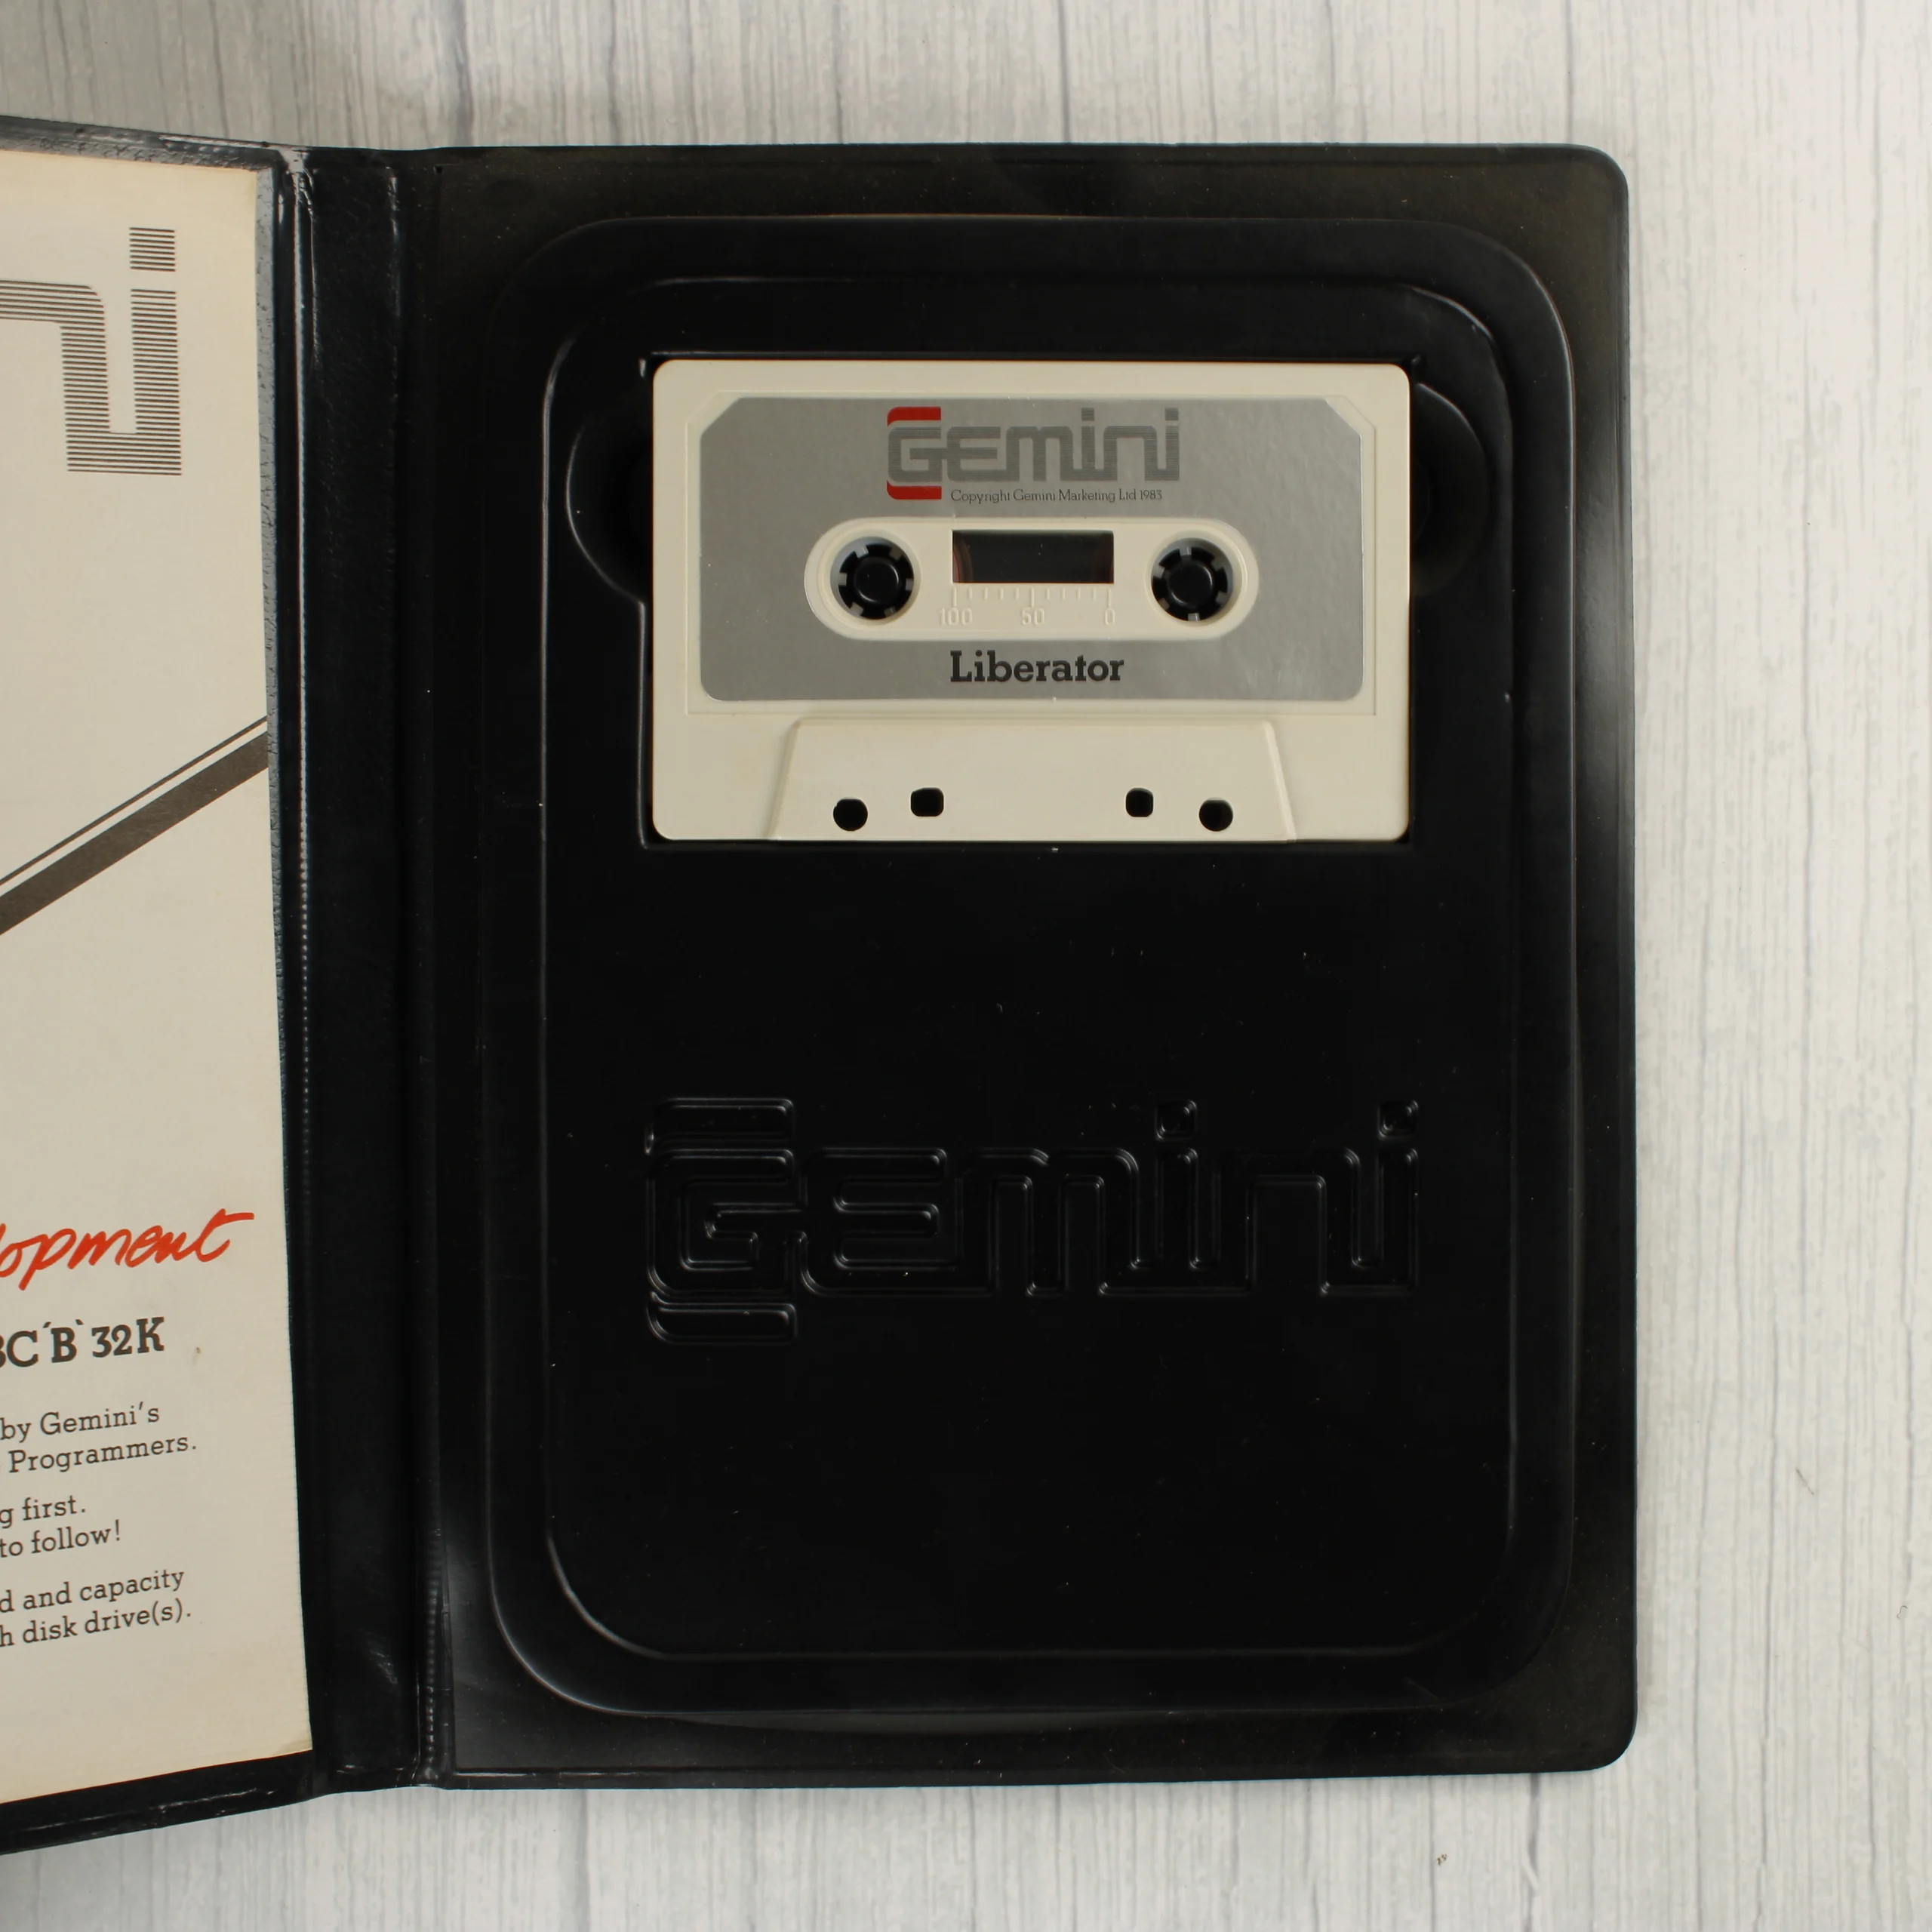 ni
lopment
BC´B` 32K
by Gemini's
Programmers.
g first.
to follow!
d and capacity
h disk drive(s).
Gemini
Copyright Gemini Marketing Ltd 1983
100 50 0
Liberator
Gemini